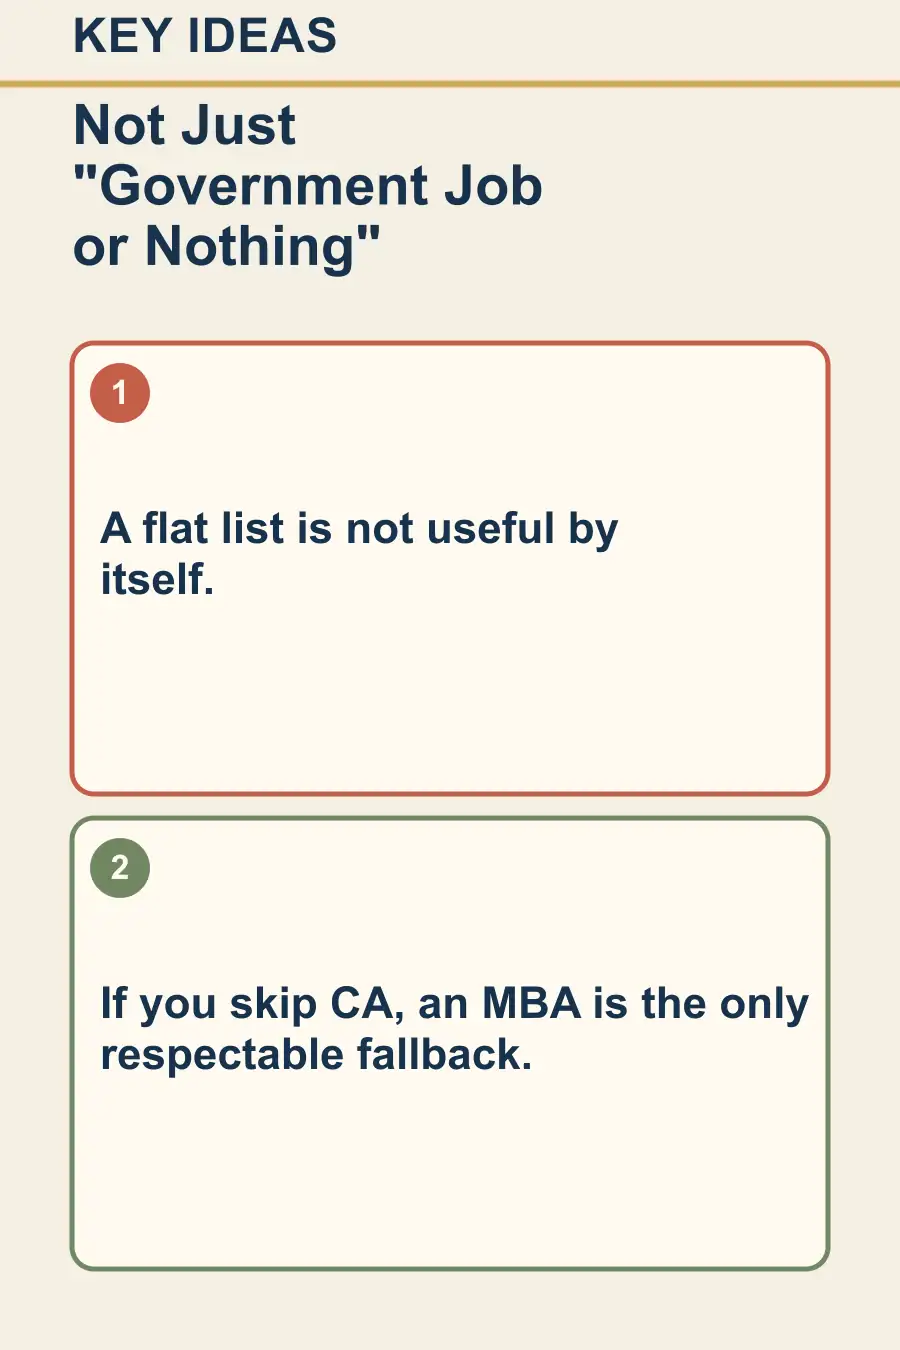 KEY IDEAS
Not Just
"Government Job
or Nothing"
1
A flat list is not useful by
itself.
2
If you skip CA, an MBA is the only
respectable fallback.